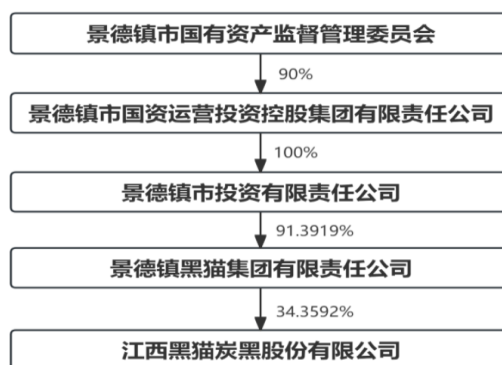 景德镇市国有资产监督管理委员会
90%
景德镇市国资运营投资控股集团有限责任公司
100%
景德镇市投资有限责任公司
91.3919%
景德镇黑猫集团有限责任公司
34.3592%
江西黑猫炭黑股份有限公司